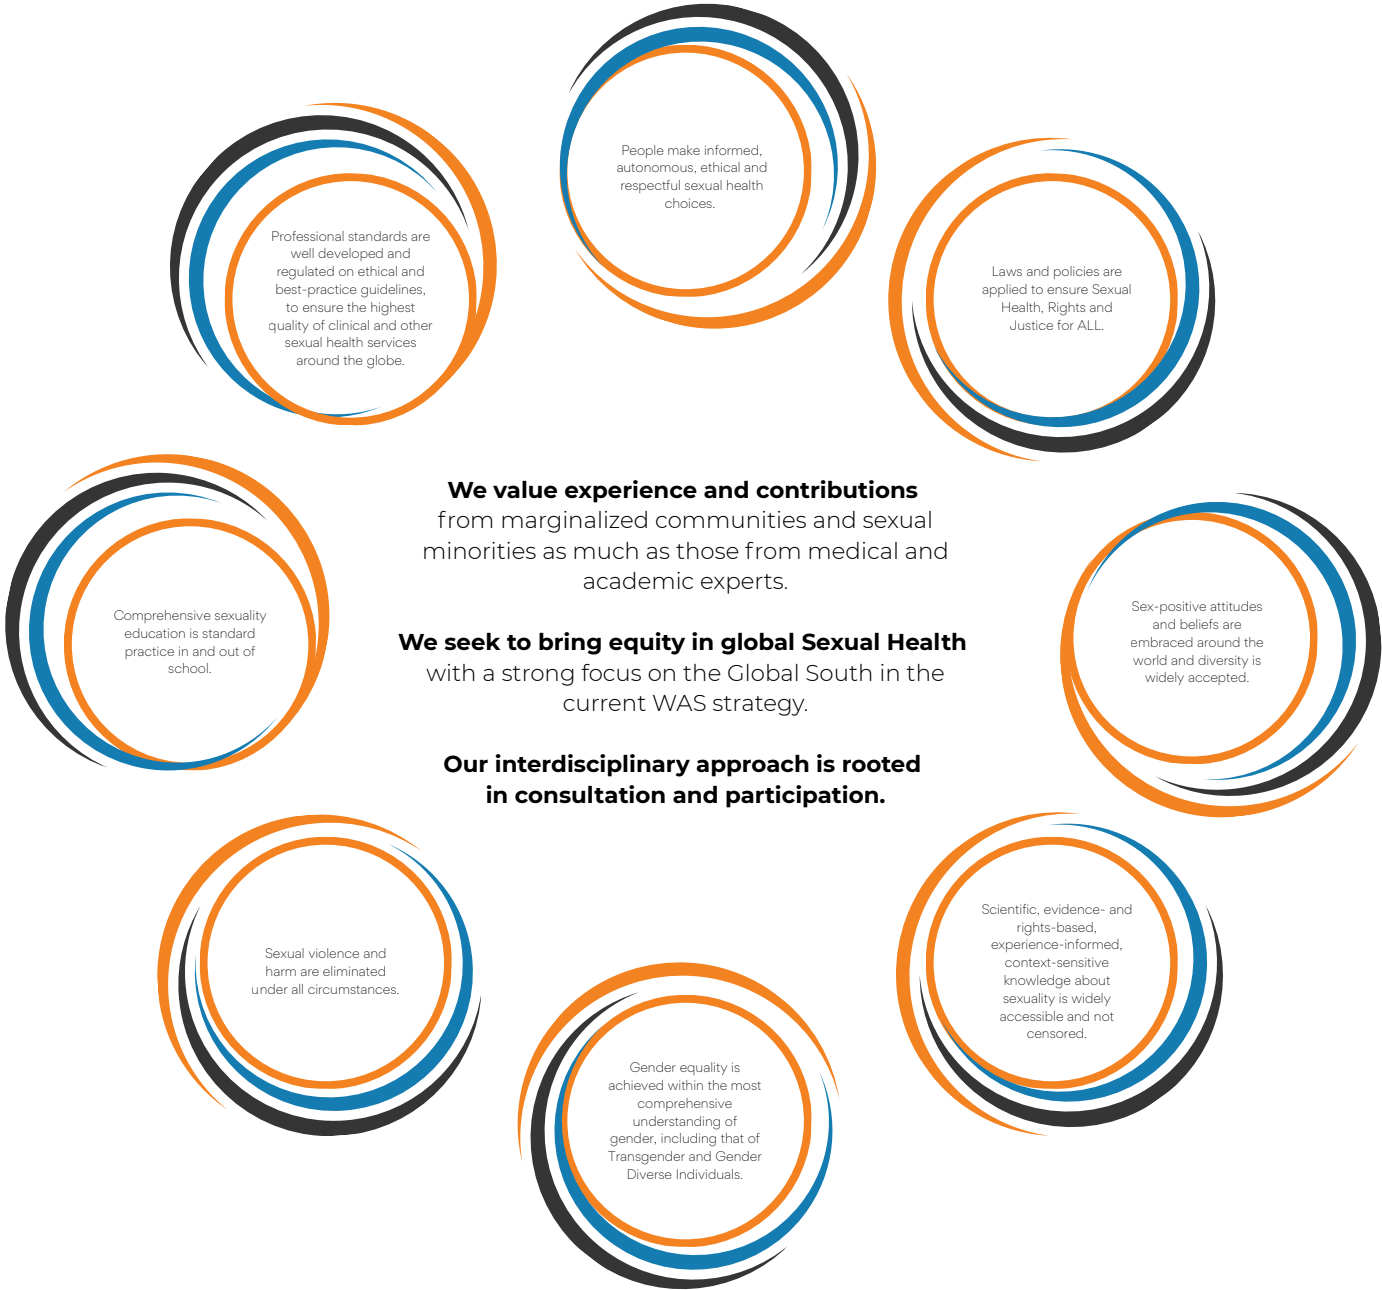 People make informed,
autonomous, ethical and
respectful sexual health
choices.
Professional standards are
well developed and
regulated on ethical and
best-practice guidelines,
to ensure the highest
quality of clinical and other
sexual health services
around the globe.
Laws and policies are
applied to ensure Sexual
Health, Rights and
Justice for ALL.
We value experience and contributions
from marginalized communities and sexual
minorities as much as those from medical and
academic experts.
We seek to bring equity in global Sexual Health
with a strong focus on the Global South in the
current WAS strategy.
Our interdisciplinary approach is rooted
in consultation and participation.
Comprehensive sexuality
education is standard
practice in and out of
school.
Sex-positive attitudes
and beliefs are
embraced around the
world and diversity is
widely accepted.
Sexual violence and
harm are eliminated
under all circumstances.
Scientific, evidence- and
rights-based,
experience-informed,
context-sensitive
knowledge about
sexuality is widely
accessible and not
censored.
Gender equality is
achieved within the most
comprehensive
understanding of
gender, including that of
Transgender and Gender
Diverse Individuals.